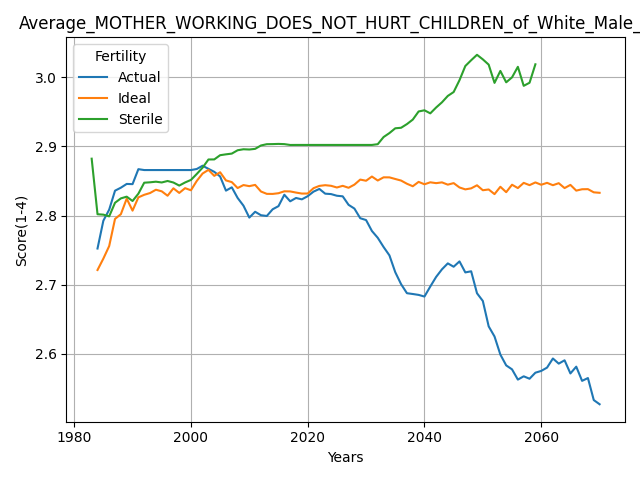 Average_MOTHER_WORKING_DOES_NOT_HURT_CHILDREN_of_White_Male_
Fertility
Actual
Ideal
Sterile
Score(1-4)
3.0
2.9
2.8
2.7
2.6
1980 2000 2020 2040 2060
Years